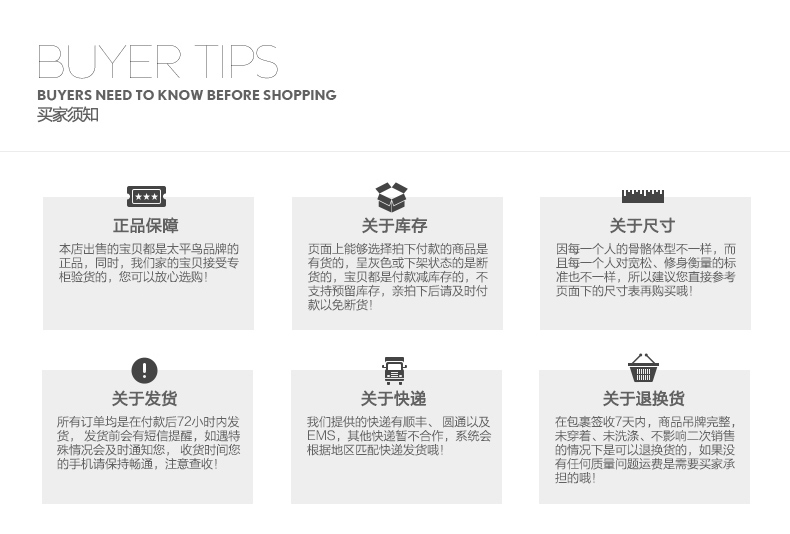 BUYER TIPS
BUYERS NEED TO KNOW BEFORE SHOPPING
买家须知
正品保障
本店出售的宝贝都是太平鸟品牌的
正品，同时，我们家的宝贝接受专
柜验货的，您可以放心选购！
关于库存
页面上能够选择拍下付款的商品是
有货的，呈灰色或下架状态的是断
货的，宝贝都是付款减库存的，不
支持预留库存，亲拍下后请及时付
款以免断货！
关于尺寸
因每一个人的骨骼体型不一样，而
且每一个人对宽松、修身衡量的标
准也不一样，所以建议您直接参考
页面下的尺寸表再购买哦！
关于发货
所有订单均是在付款后72小时内发
货， 发货前会有短信提醒，如遇特
殊情况会及时通知您， 收货时间您
的手机请保持畅通，注意查收！
关于快递
我们提供的快递有顺丰、 圆通以及
EMS，其他快递暂不合作，系统会
根据地区匹配快递发货哦！
关于退换货
在包裹签收7天内，商品吊牌完整，
未穿着、未洗涤、不影响二次销售
的情况下是可以退换货的，如果没
有任何质量问题运费是需要买家承
担的哦！